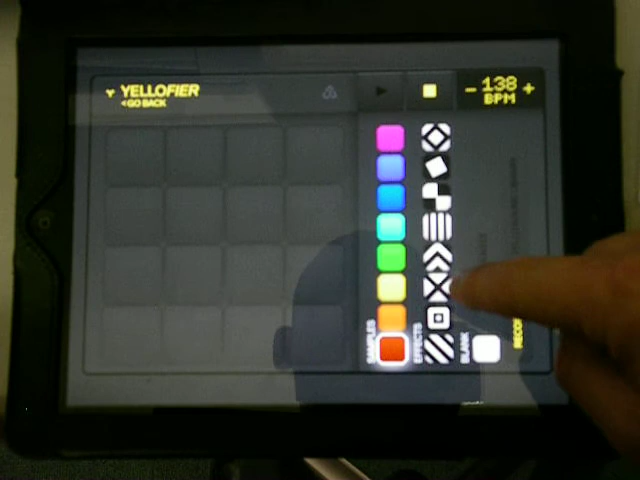 YELLOFIER
<GO BACK
- 138 +
BPM
SAMPLES
EFFECTS
BLANK